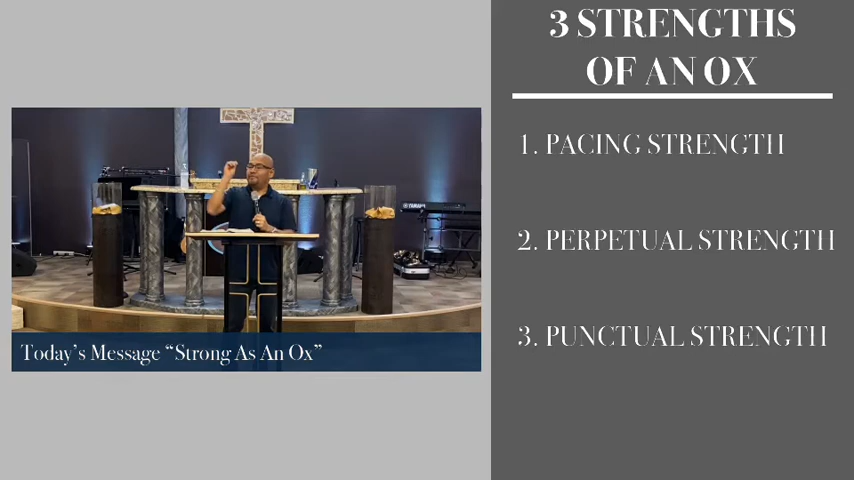 3 STRENGTHS
OF AN OX
1. PACING STRENGTH
2. PERPETUAL STRENGTH
3. PUNCTUAL STRENGTH
YAMAHA
Today's Message “Strong As An Ox”